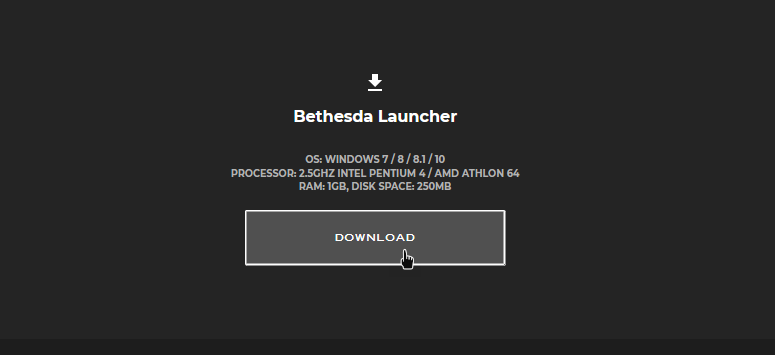 Bethesda Launcher
OS: WINDOWS 7 / 8 / 8.1 / 10
PROCESSOR: 2.5GHZ INTEL PENTIUM 4 / AMD ATHLON 64
RAM: 1GB, DISK SPACE: 250MB
DOWNLOAD